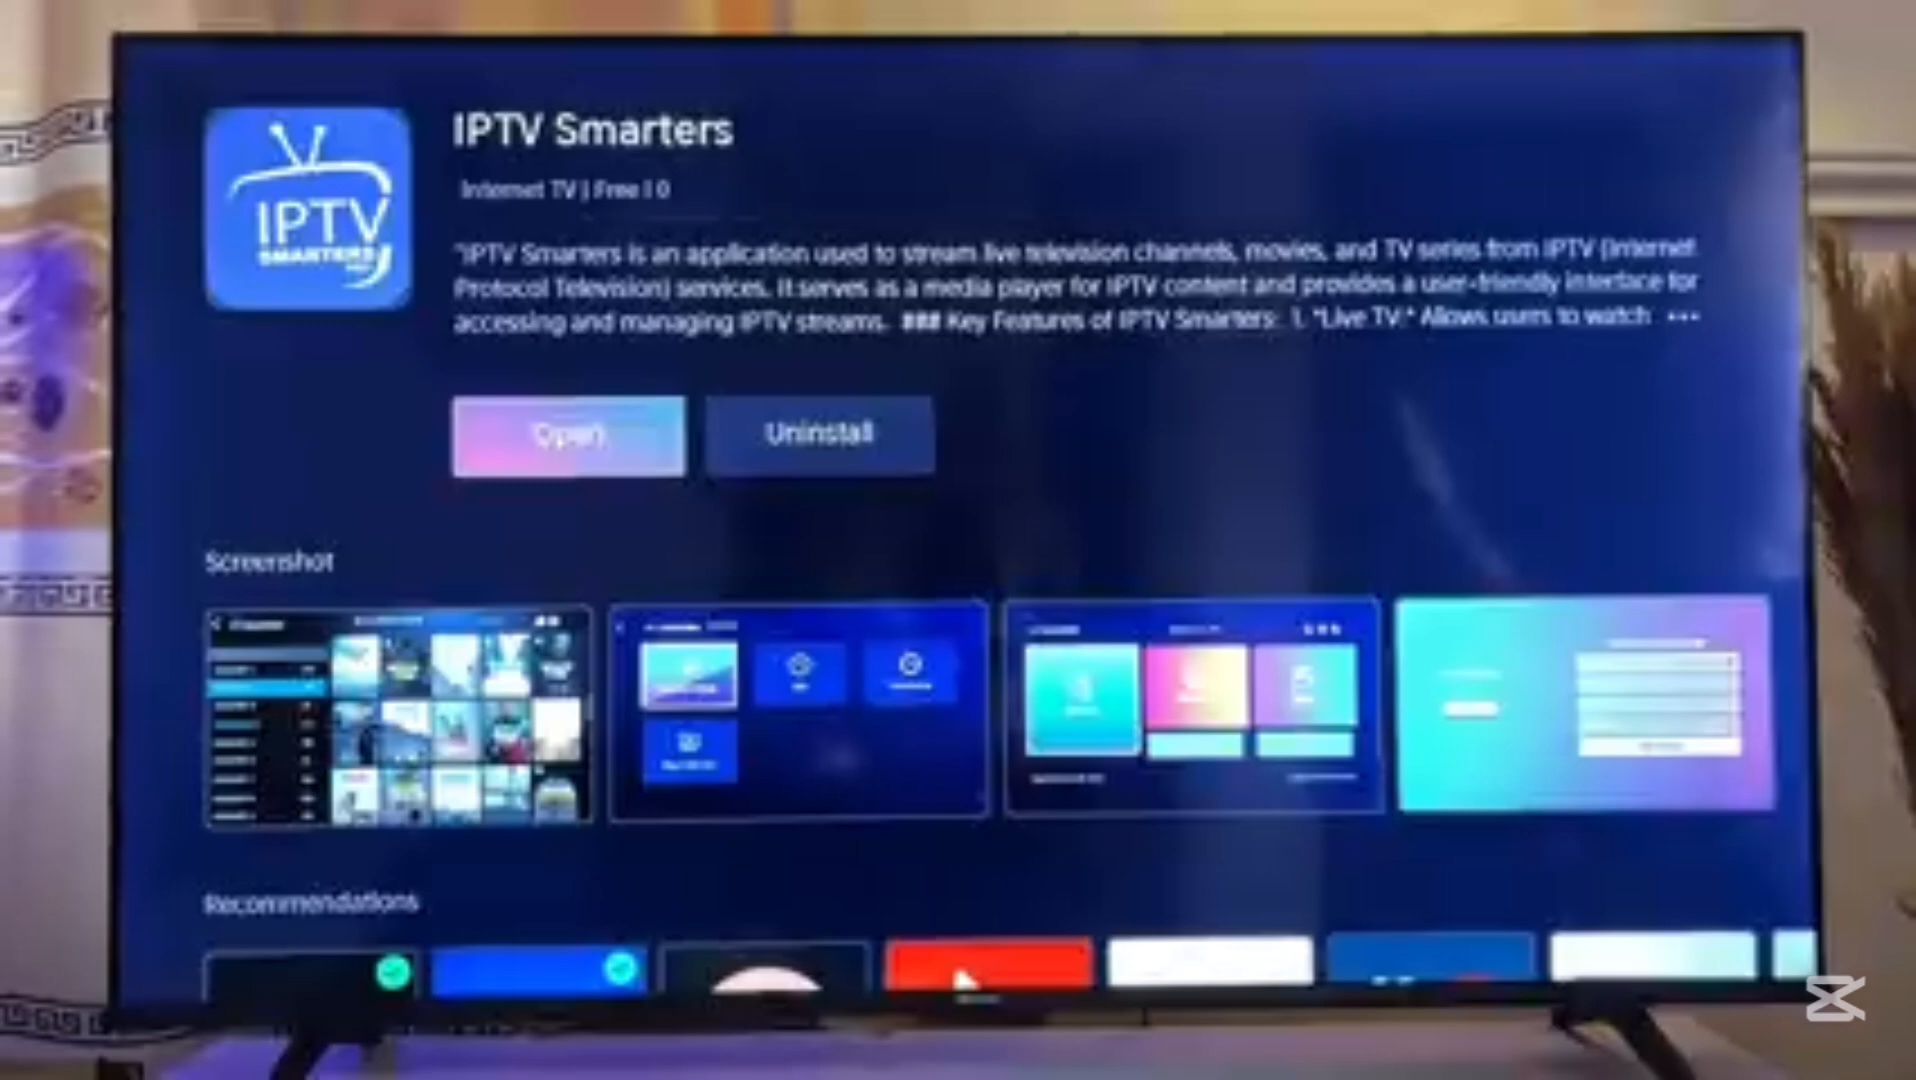 IPTV Smarters
IPTV
SMARTERS
Internet TV | Free | 0
"IPTV Smarters is an application used to stream live television channels, movies, and TV series from IPTV (Internet
Protocol Television) services. It serves as a media player for IPTV content and provides a user-friendly interface for
accessing and managing IPTV streams. ### Key Features of IPTV Smarters: 1. *Live TV:* Allows users to watch ...
Open
Uninstall
Screenshot
Recommendations